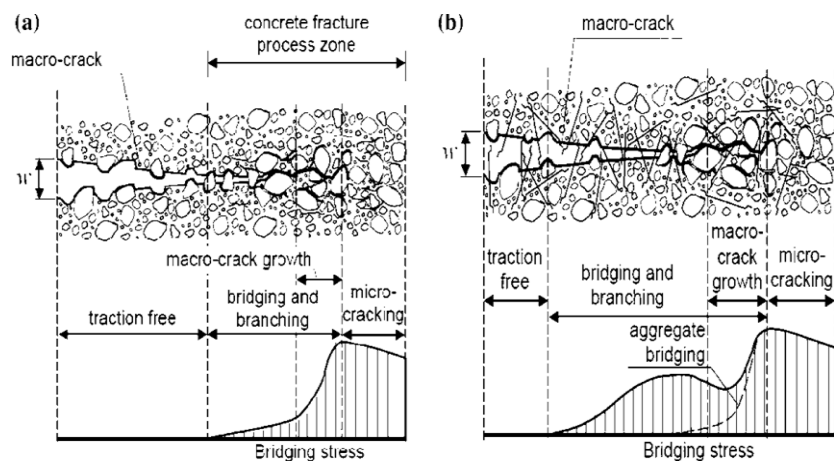 (a)
concrete fracture
process zone
macro-crack
w
macro-crack growth
traction free
bridging and
branching
micro-
cracking
Bridging stress
(b)
macro-crack
w
traction
free
bridging and
branching
macro-
crack
growth
micro-
cracking
aggregate
bridging
Bridging stress